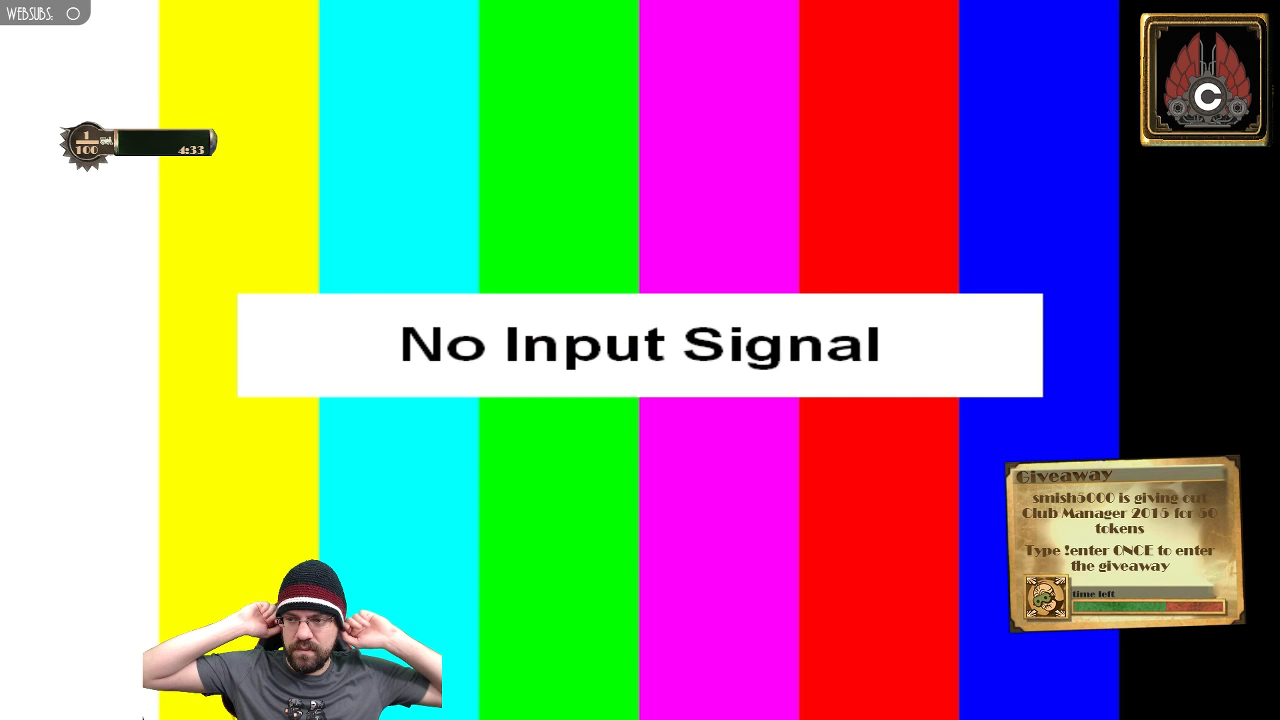 WEBSUBS:
1
100
4:33
C
No Input Signal
Giveaway
smish5000 is giving out
Club Manager 2015 for 50
tokens
Type !enter ONCE to enter
the giveaway
time left